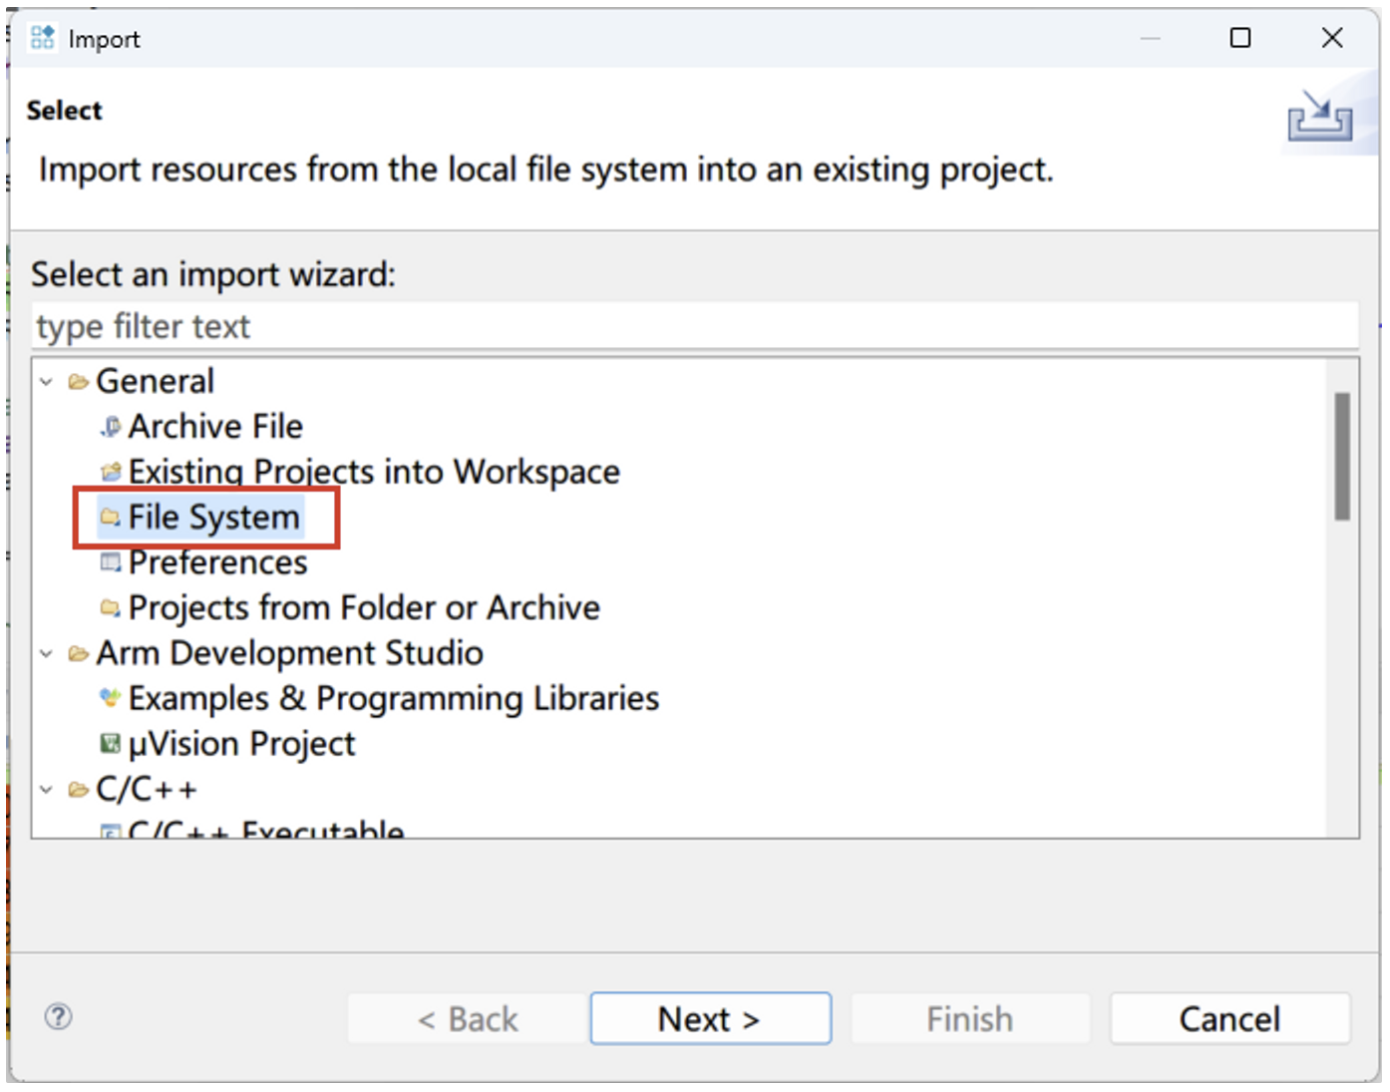 Import
Select
Import resources from the local file system into an existing project.
Select an import wizard:
type filter text
General
Archive File
Existing Projects into Workspace
File System
Preferences
Projects from Folder or Archive
Arm Development Studio
Examples & Programming Libraries
µVision Project
C/C++
C/C++ Executable
?
< Back
Next >
Finish
Cancel